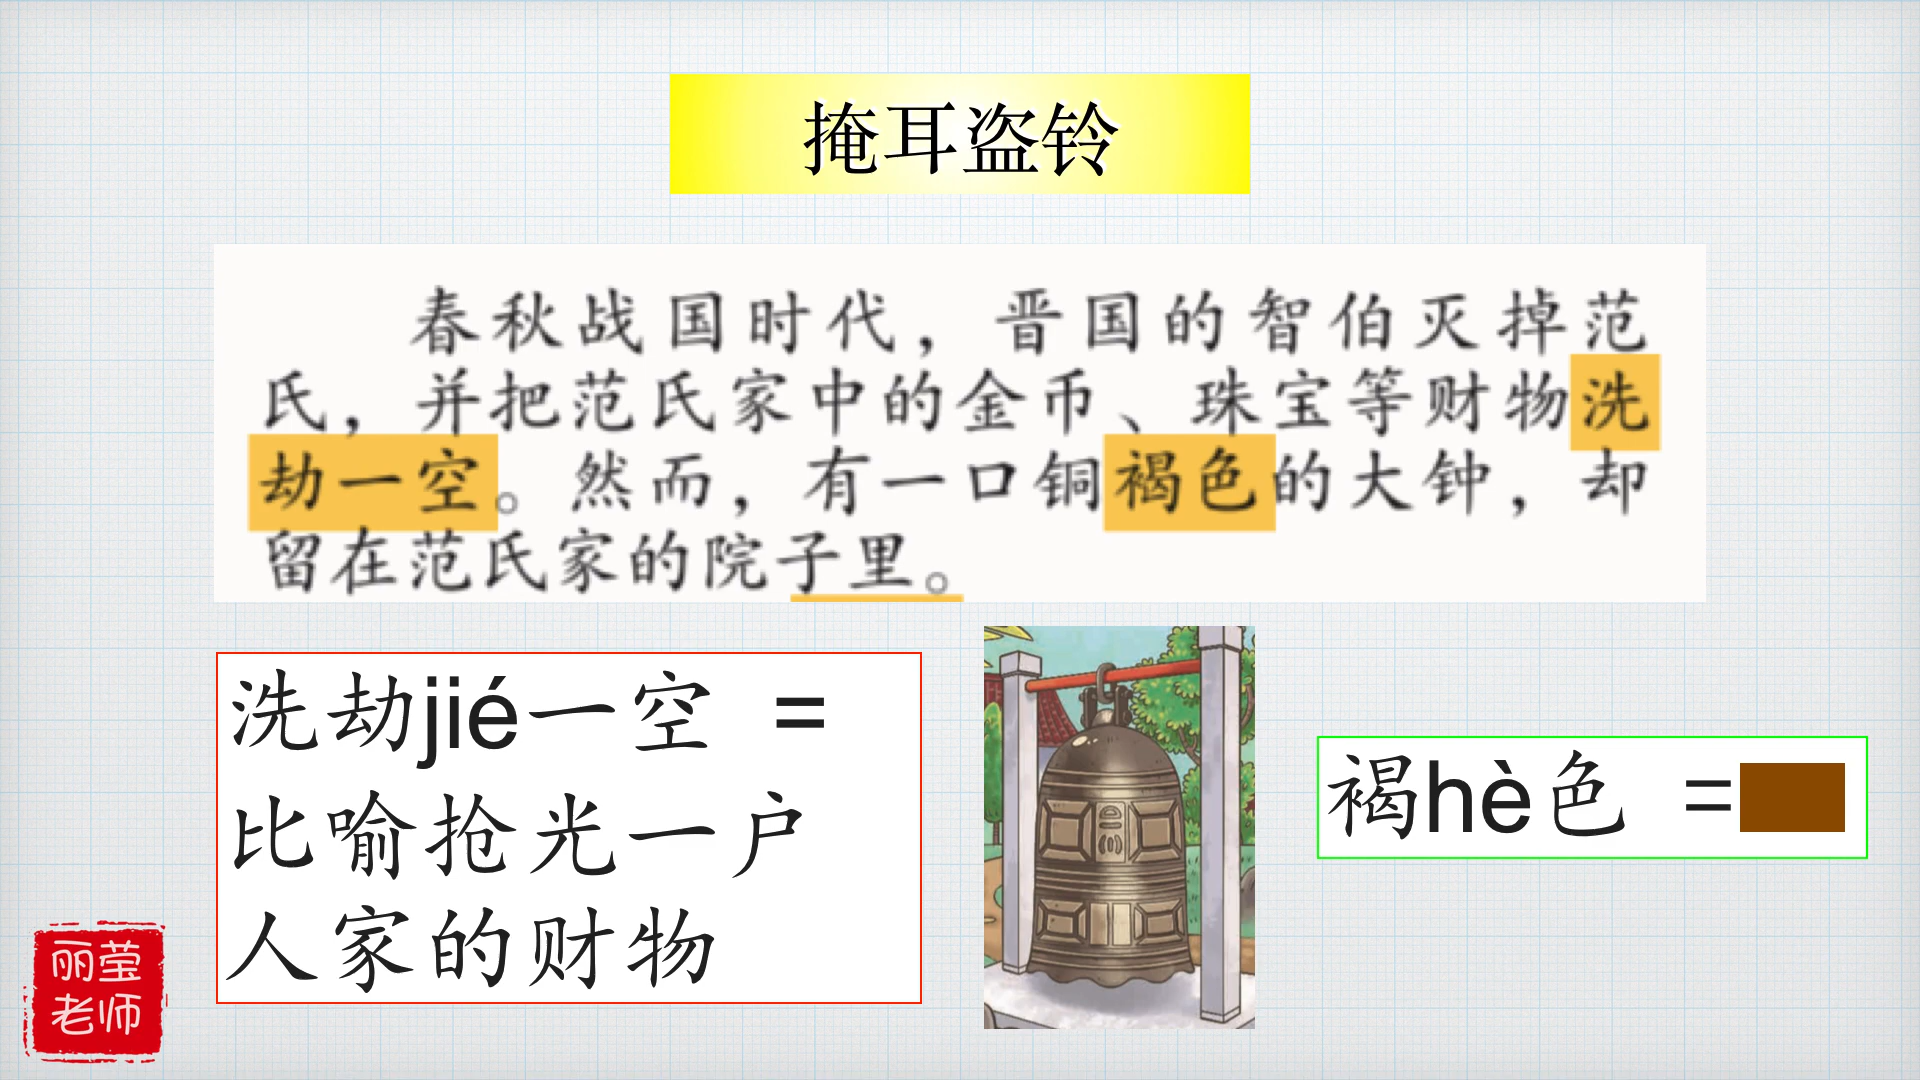 掩耳盗铃
春秋战国时代，晋国的智伯灭掉范
氏，并把范氏家中的金币、珠宝等财物洗
劫一空。然而，有一口铜褐色的大钟，却
留在范氏家的院子里。
洗劫jié一空 =
比喻抢光一户
人家的财物
褐hè色 =
丽莹
老师